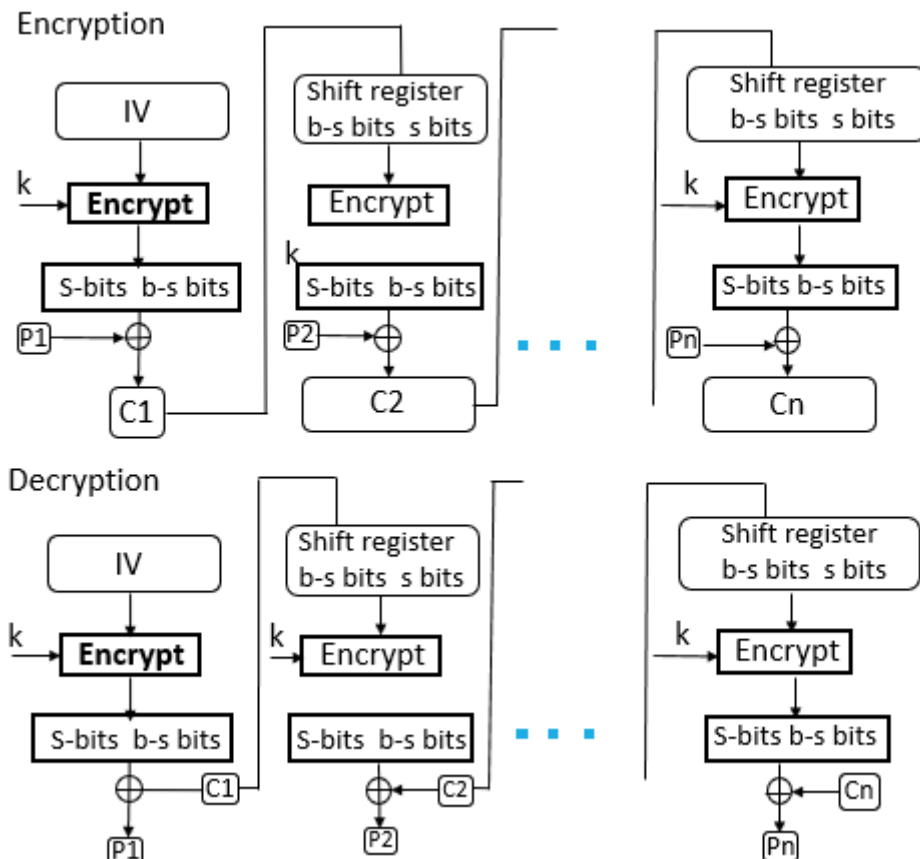 Encryption
IV
Shift register
b-s bits s bits
Shift register
b-s bits s bits
k
Encrypt
Encrypt
k
Encrypt
S-bits b-s bits
k
S-bits b-s bits
S-bits b-s bits
P1
P2
Pn
C1
C2
Cn
Decryption
IV
Shift register
b-s bits s bits
Shift register
b-s bits s bits
k
Encrypt
k
Encrypt
k
Encrypt
S-bits b-s bits
S-bits b-s bits
S-bits b-s bits
C1
C2
Cn
P1
P2
Pn